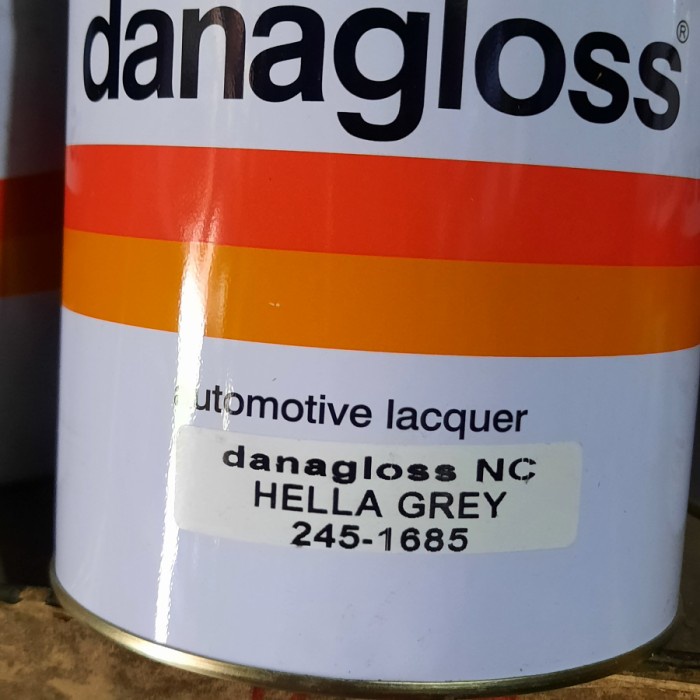 danagloss®
automotive lacquer
danagloss NC
HELLA GREY
245-1685